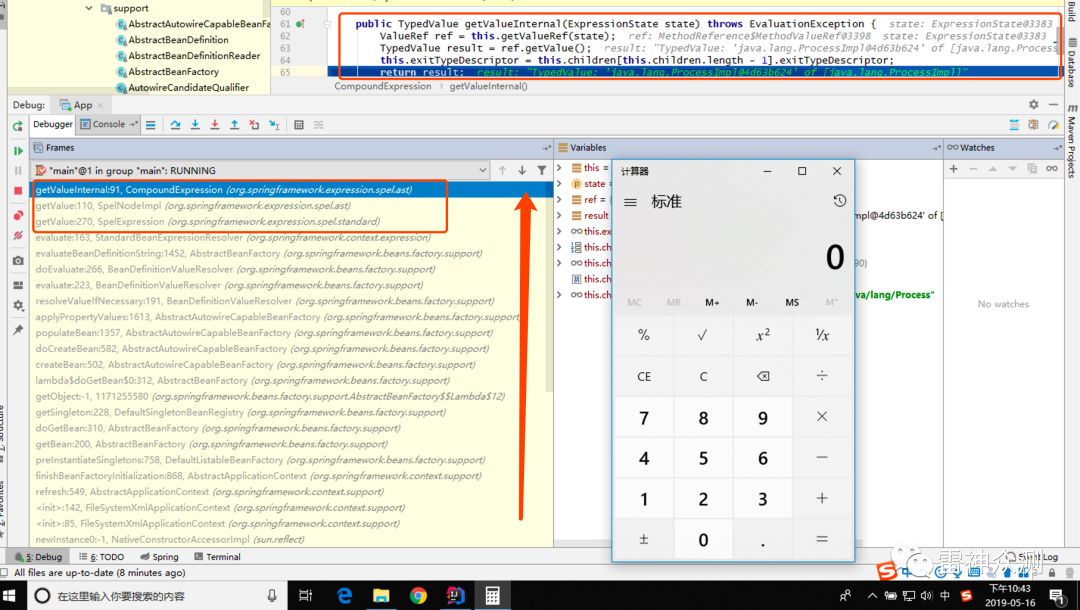 support
AbstractAutowireCapableBeanFa
AbstractBeanDefinition
AbstractBeanDefinitionReader
AbstractBeanFactory
AutowireCandidateQualifier
60
61 public TypedValue getValueInternal(ExpressionState state) throws EvaluationException { state: ExpressionState@3383
62 ValueRef ref = this.getValueRef(state); ref: MethodReference$MethodValueRef@3398 state: ExpressionState@3383
63 TypedValue result = ref.getValue(); result: "TypedValue: 'java.lang.ProcessImpl@4d63b624' of [java.lang.Process
64 this.exitTypeDescriptor = this.children[this.children.length - 1].exitTypeDescriptor;
65 return result; result: "TypedValue: 'java.lang.ProcessImpl@4d63b624' of [java.lang.ProcessImpl]"
CompoundExpression > getValueInternal()
Build
Database
Maven Projects
Debug: App ×
Debugger Console
Frames
Variables
Watches
"main"@1 in group "main": RUNNING
getValueInternal:91, CompoundExpression (org.springframework.expression.spel.ast)
getValue:110, SpelNodeImpl (org.springframework.expression.spel.ast)
getValue:270, SpelExpression (org.springframework.expression.spel.standard)
evaluate:163, StandardBeanExpressionResolver (org.springframework.context.expression)
evaluateBeanDefinitionString:1452, AbstractBeanFactory (org.springframework.beans.factory.support)
doEvaluate:266, BeanDefinitionValueResolver (org.springframework.beans.factory.support)
evaluate:223, BeanDefinitionValueResolver (org.springframework.beans.factory.support)
resolveValueIfNecessary:191, BeanDefinitionValueResolver (org.springframework.beans.factory.support)
applyPropertyValues:1613, AbstractAutowireCapableBeanFactory (org.springframework.beans.factory.support)
populateBean:1357, AbstractAutowireCapableBeanFactory (org.springframework.beans.factory.support)
doCreateBean:582, AbstractAutowireCapableBeanFactory (org.springframework.beans.factory.support)
createBean:502, AbstractAutowireCapableBeanFactory (org.springframework.beans.factory.support)
lambda$doGetBean$0:312, AbstractBeanFactory (org.springframework.beans.factory.support)
getObject:-1, 1171255580 (org.springframework.beans.factory.support.AbstractBeanFactory$$Lambda$12)
getSingleton:228, DefaultSingletonBeanRegistry (org.springframework.beans.factory.support)
doGetBean:310, AbstractBeanFactory (org.springframework.beans.factory.support)
getBean:200, AbstractBeanFactory (org.springframework.beans.factory.support)
preInstantiateSingletons:758, DefaultListableBeanFactory (org.springframework.beans.factory.support)
finishBeanFactoryInitialization:868, AbstractApplicationContext (org.springframework.context.support)
refresh:549, AbstractApplicationContext (org.springframework.context.support)
<init>:142, FileSystemXmlApplicationContext (org.springframework.context.support)
<init>:85, FileSystemXmlApplicationContext (org.springframework.context.support)
newInstance0:-1, NativeConstructorAccessorImpl (sun.reflect)
this =
state =
ref = {
result
this.ex
this.ch
this.ch
this.ch
this.ch
mpl@4d63b624' of [
90)
va/lang/Process"
No watches
计算器
标准
0
MC MR M+ M- MS M
% √ x² ¹/x
CE C ÷
7 8 9 ×
4 5 6 −
1 2 3 +
± 0 . =
5: Debug 6: TODO Spring Terminal
Log
All files are up-to-date (8 minutes ago)
雷神众测
在这里输入你要搜索的内容
中
下午10:43
2019-05-16